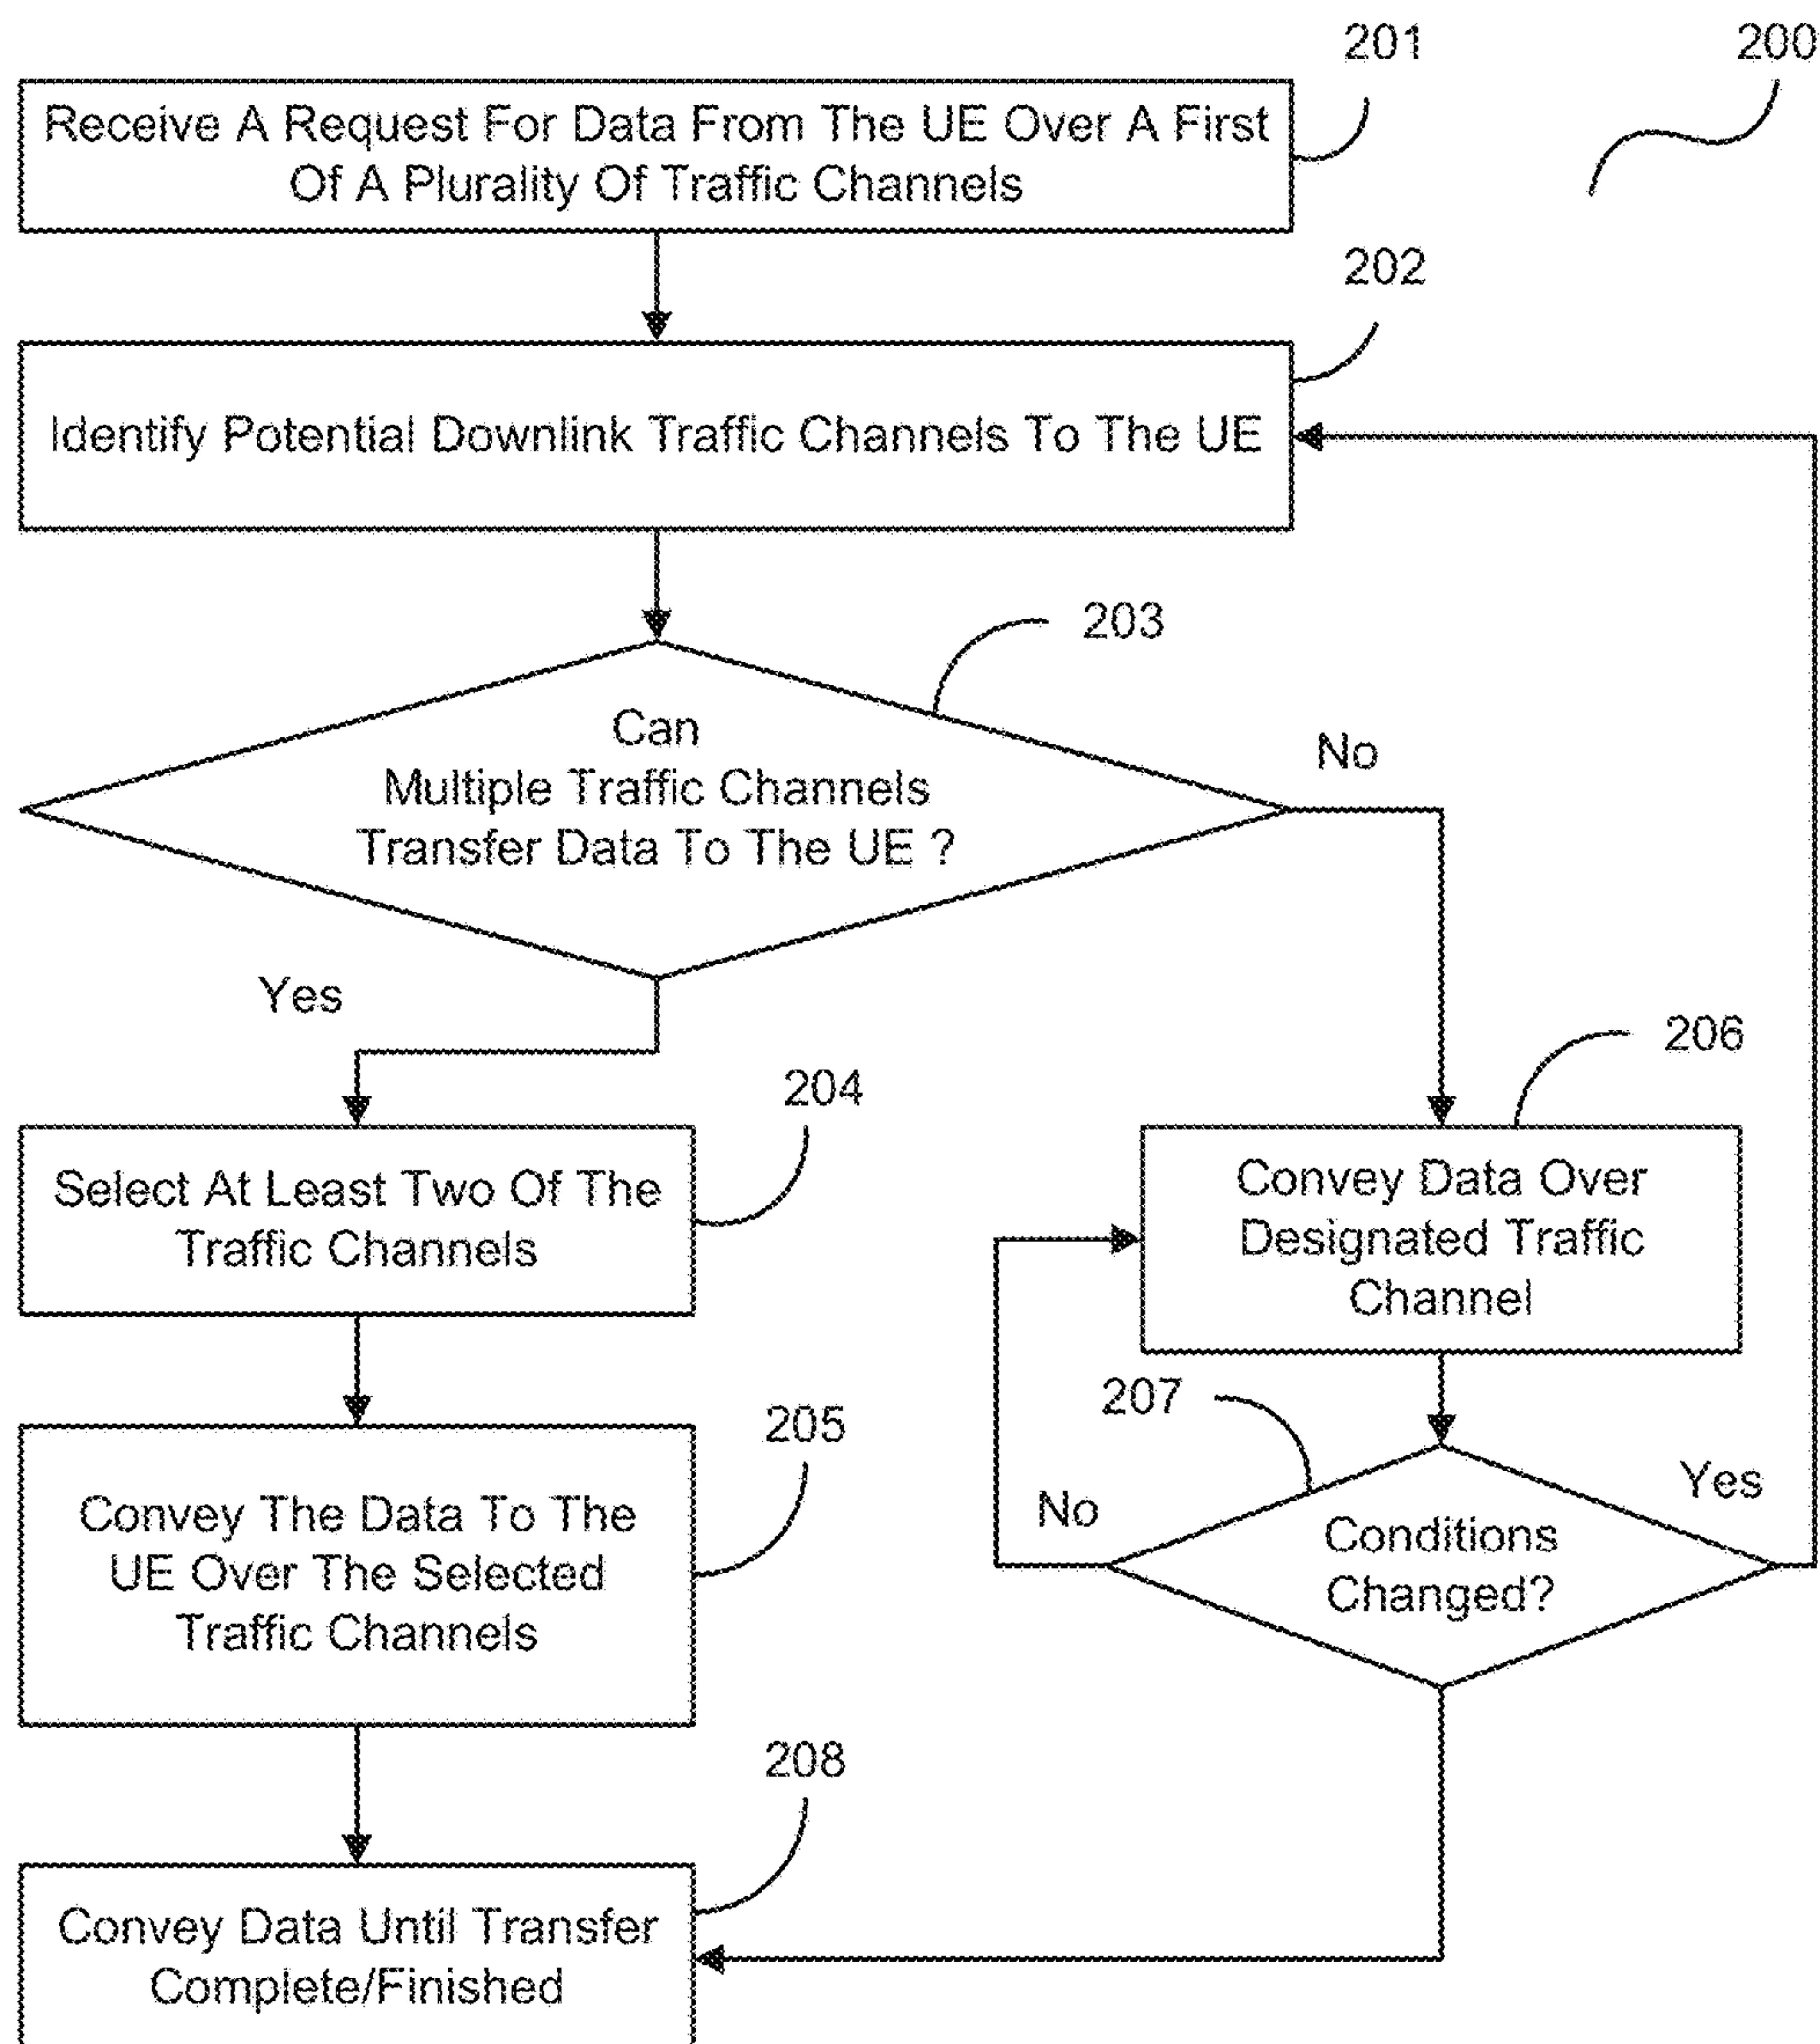 201
200
Receive A Request For Data From The UE Over A First
Of A Plurality Of Traffic Channels
202
Identify Potential Downlink Traffic Channels To The UE
203
Can
Multiple Traffic Channels
Transfer Data To The UE ?
No
Yes
206
204
Select At Least Two Of The
Traffic Channels
Convey Data Over
Designated Traffic
Channel
207
205
Convey The Data To The
UE Over The Selected
Traffic Channels
No
Yes
Conditions
Changed?
208
Convey Data Until Transfer
Complete/Finished